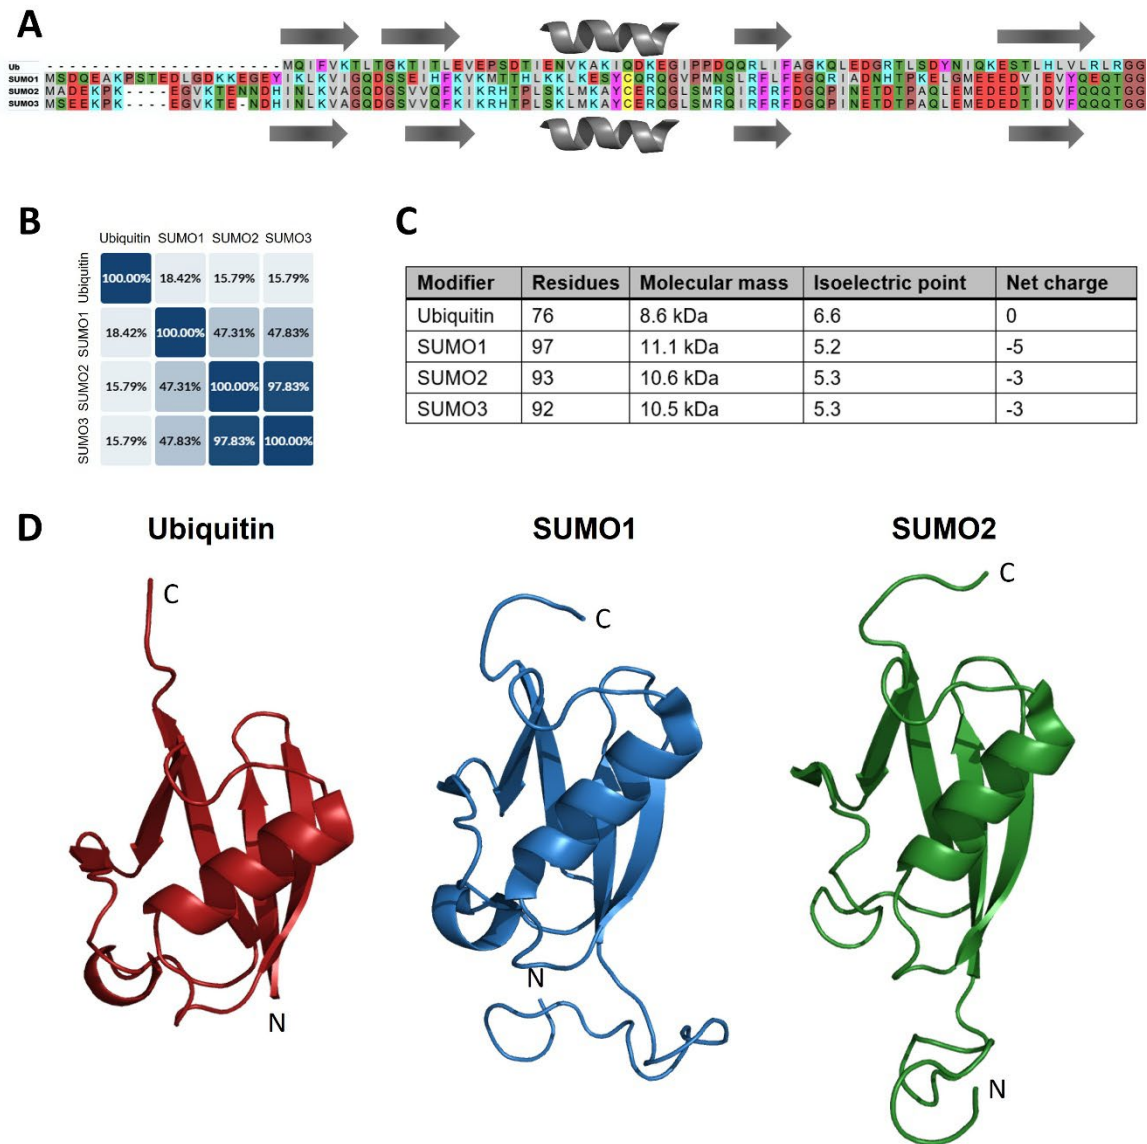 A
Ub ---------------------MQIFVKTLTGKTITLEVEPSDTIENVKAKIQDKEGIPPDQQRLIFAGKQLEDGRTLSDYNIQKESTLHLVLRLRGG
SUMO1 MSDQEAKPSTEDLGDKKEGEYIKLKVIGQDSSEIHFKVKMTTHLKKLKESYCQRQGVPMNSLRFLFEGQRIADNHTPKELGMEEEDVIEVYQEQTGG
SUMO2 MADEKPK----EGVKTENNDHINLKVAGQDGSVVQFKIKRHTPLSKLMKAYCERQGLSMRQIRFRFDGQPINETDTPAQLEMEDEDTIDVFQQQTGG
SUMO3 MSEEKPK----EGVKTE-NDHINLKVAGQDGSVVQFKIKRHTPLSKLMKAYCERQGLSMRQIRFRFDGQPINETDTPAQLEMEDEDTIDVFQQQTGG
B
Ubiquitin SUMO1 SUMO2 SUMO3
Ubiquitin 100.00% 18.42% 15.79% 15.79%
SUMO1 18.42% 100.00% 47.31% 47.83%
SUMO2 15.79% 47.31% 100.00% 97.83%
SUMO3 15.79% 47.83% 97.83% 100.00%
C
Modifier Residues Molecular mass Isoelectric point Net charge
Ubiquitin 76 8.6 kDa 6.6 0
SUMO1 97 11.1 kDa 5.2 -5
SUMO2 93 10.6 kDa 5.3 -3
SUMO3 92 10.5 kDa 5.3 -3
D
Ubiquitin SUMO1 SUMO2
C
N
C
N
C
N